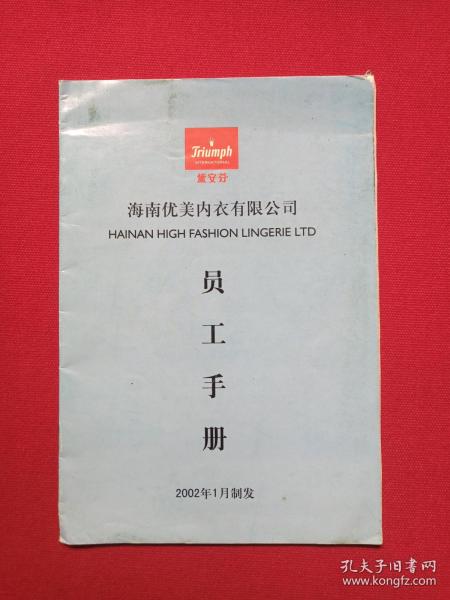 Triumph
INTERNATIONAL
黛安芬
海南优美内衣有限公司
HAINAN HIGH FASHION LINGERIE LTD
员
工
手
册
2002年1月制发
孔夫子旧书网
www.kongfz.com